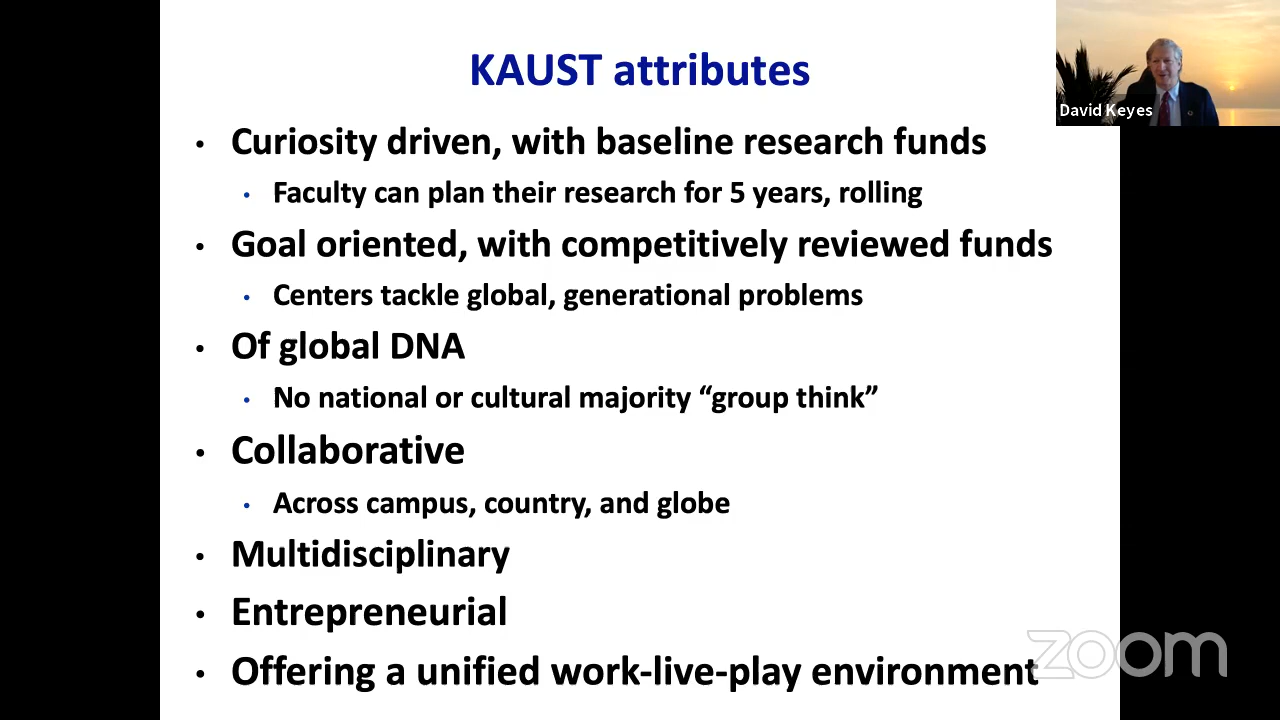 KAUST attributes
David Keyes
• Curiosity driven, with baseline research funds
• Faculty can plan their research for 5 years, rolling
• Goal oriented, with competitively reviewed funds
• Centers tackle global, generational problems
• Of global DNA
• No national or cultural majority “group think”
• Collaborative
• Across campus, country, and globe
• Multidisciplinary
• Entrepreneurial
• Offering a unified work-live-play environment
zoom